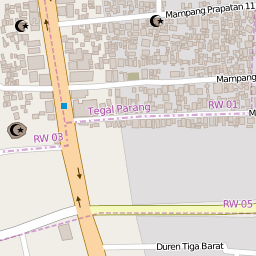 Mampang Prapatan 11
Mampang
Tegal Parang
RW 01
M
RW 03
RW 05
Duren Tiga Barat